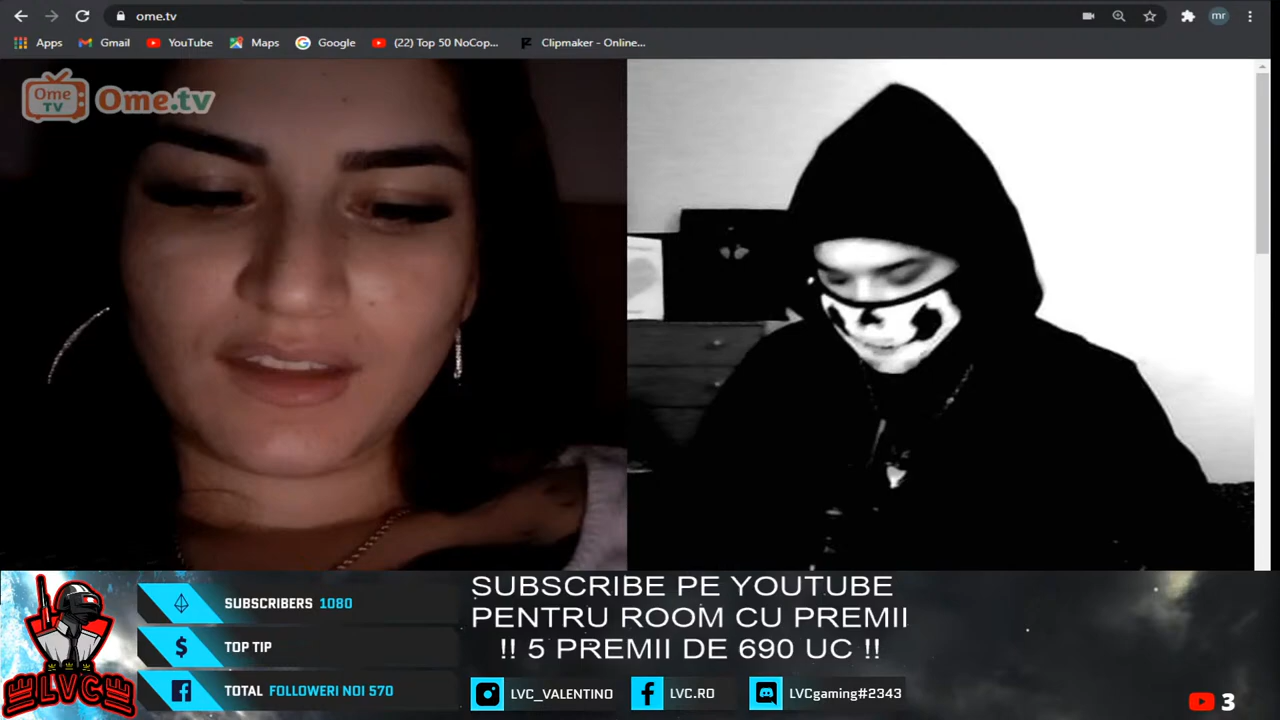 ome.tv
mr
Apps
Gmail
YouTube
Maps
Google
(22) Top 50 NoCop...
Clipmaker - Online...
Ome TV
Ome.tv
SUBSCRIBERS 1080
TOP TIP
TOTAL FOLLOWERI NOI 570
SUBSCRIBE PE YOUTUBE
PENTRU ROOM CU PREMII
!! 5 PREMII DE 690 UC !!
LVC_VALENTINO
LVC.RO
LVCgaming#2343
LVC
3